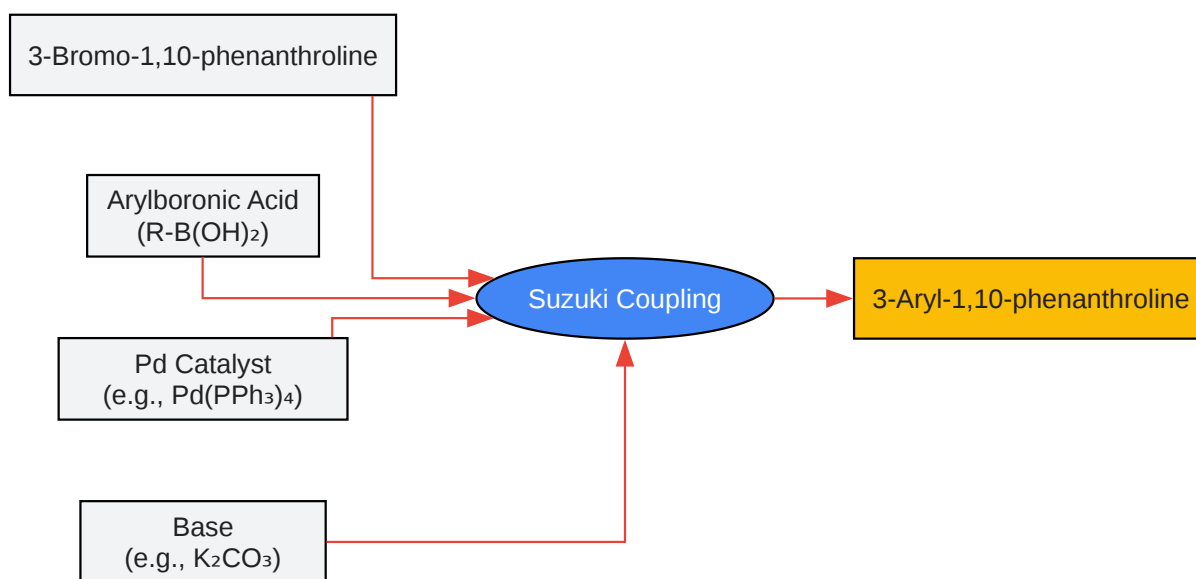 3-Bromo-1,10-phenanthroline
Arylboronic Acid
(R-B(OH)₂)
Suzuki Coupling
3-Aryl-1,10-phenanthroline
Pd Catalyst
(e.g., Pd(PPh₃)₄)
Base
(e.g., K₂CO₃)